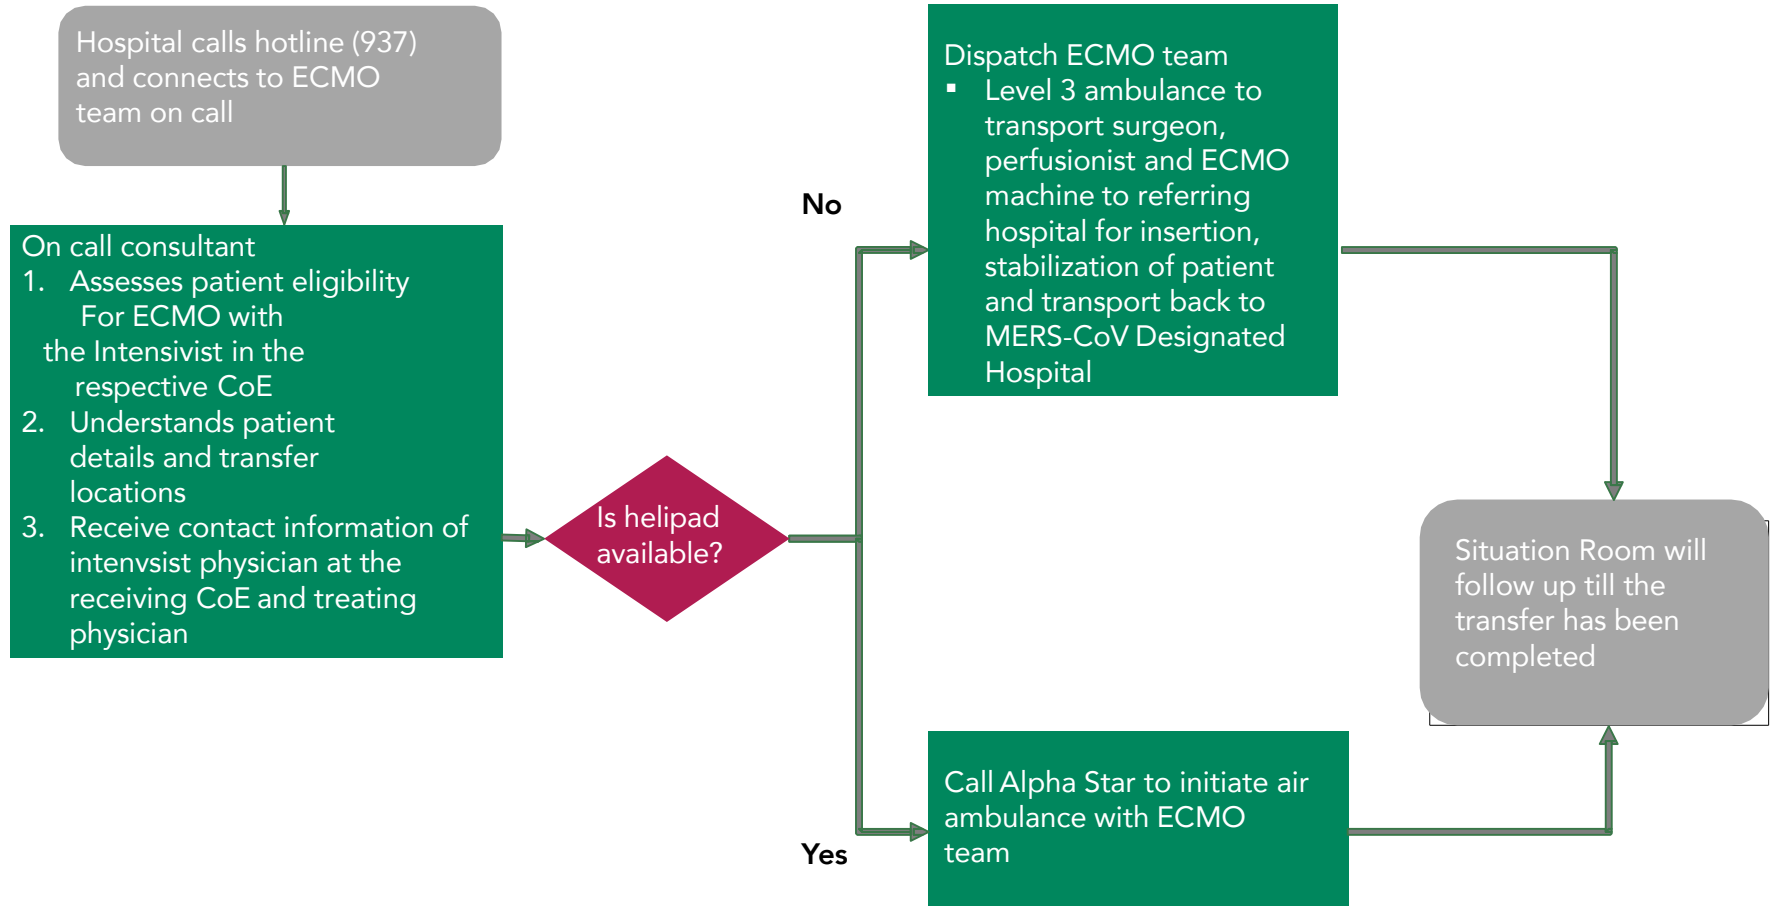 Hospital calls hotline (937)
and connects to ECMO
team on call
On call consultant
1. Assesses patient eligibility
For ECMO with
the Intensivist in the
respective CoE
2. Understands patient
details and transfer
locations
3. Receive contact information of
intenvsist physician at the
receiving CoE and treating
physician
Is helipad
available?
No
Dispatch ECMO team
▪ Level 3 ambulance to
transport surgeon,
perfusionist and ECMO
machine to referring
hospital for insertion,
stabilization of patient
and transport back to
MERS-CoV Designated
Hospital
Yes
Call Alpha Star to initiate air
ambulance with ECMO
team
Situation Room will
follow up till the
transfer has been
completed